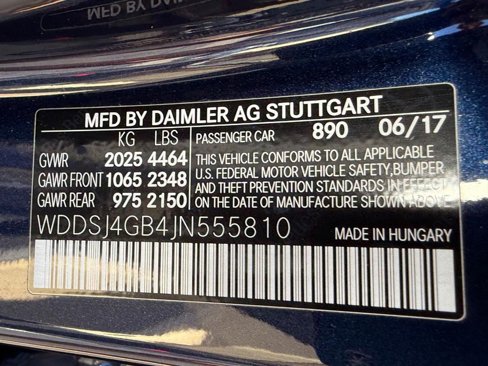 MFD BY DAIMLER AG STUTTGART
KG LBS
PASSENGER CAR 890 06/17
GVWR 2025 4464
GAWR FRONT 1065 2348
GAWR REAR 975 2150
THIS VEHICLE CONFORMS TO ALL APPLICABLE
U.S. FEDERAL MOTOR VEHICLE SAFETY,BUMPER
AND THEFT PREVENTION STANDARDS IN EFFECT
ON THE DATE OF MANUFACTURE SHOWN ABOVE.
WDDSJ4GB4JN555810
MADE IN HUNGARY